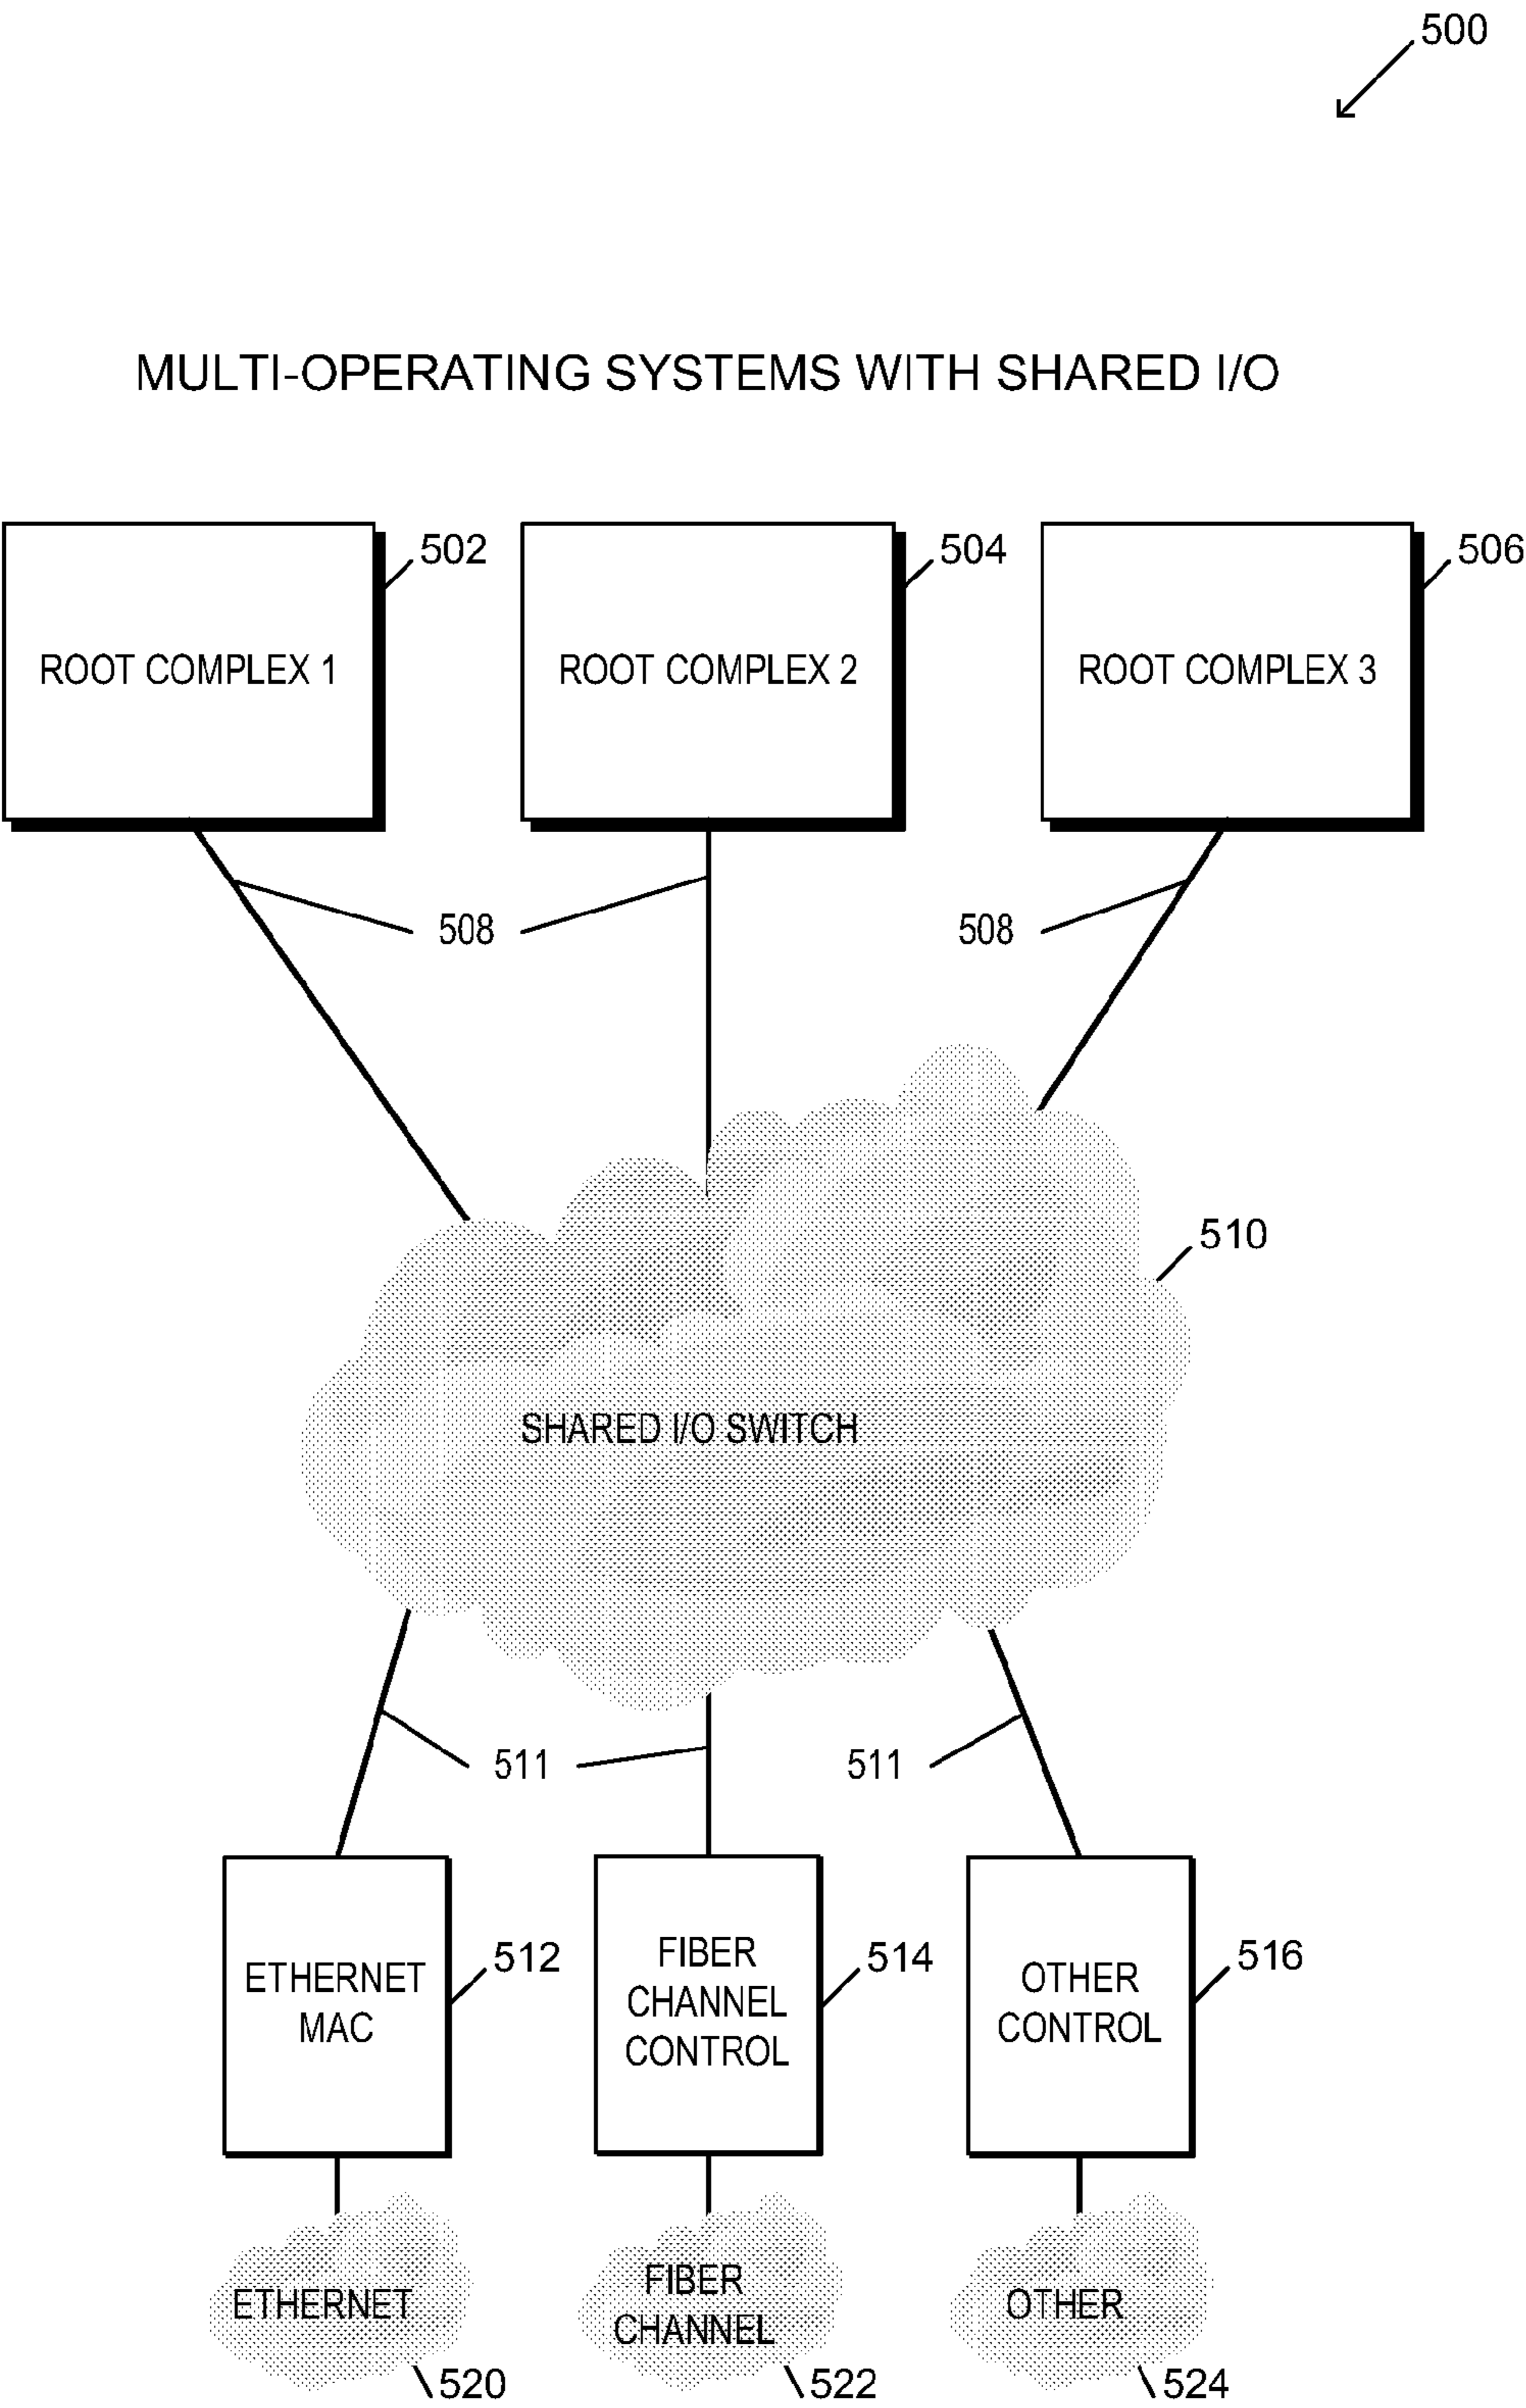 500
MULTI-OPERATING SYSTEMS WITH SHARED I/O
502
504
506
ROOT COMPLEX 1
ROOT COMPLEX 2
ROOT COMPLEX 3
508
508
510
SHARED I/O SWITCH
511
511
ETHERNET
MAC
512
FIBER
CHANNEL
CONTROL
514
OTHER
CONTROL
516
ETHERNET
520
FIBER
CHANNEL
522
OTHER
524